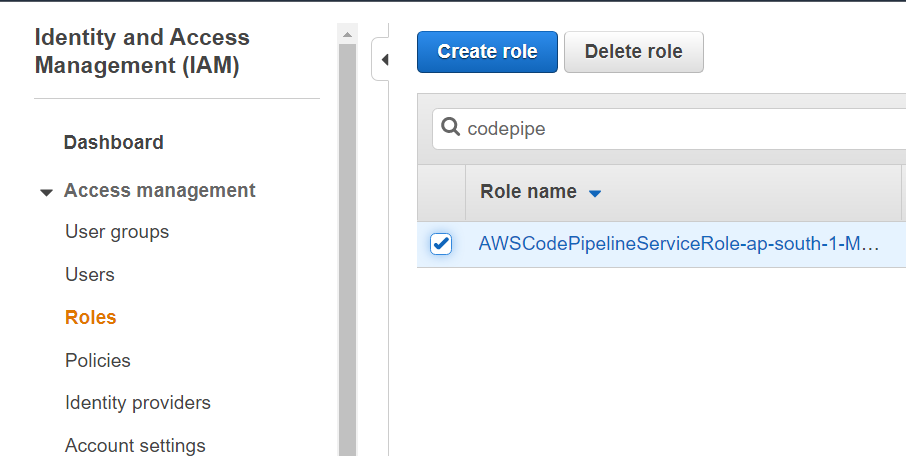 Identity and Access
Management (IAM)
Dashboard
Access management
User groups
Users
Roles
Policies
Identity providers
Account settings
Create role
Delete role
codepipe
Role name
AWSCodePipelineServiceRole-ap-south-1-M...